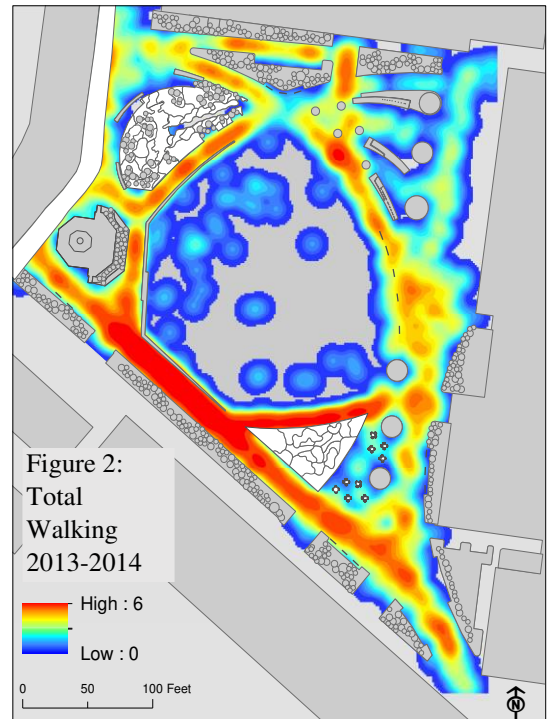 Figure 2:
Total
Walking
2013-2014
High : 6
Low : 0
0 50 100 Feet
N